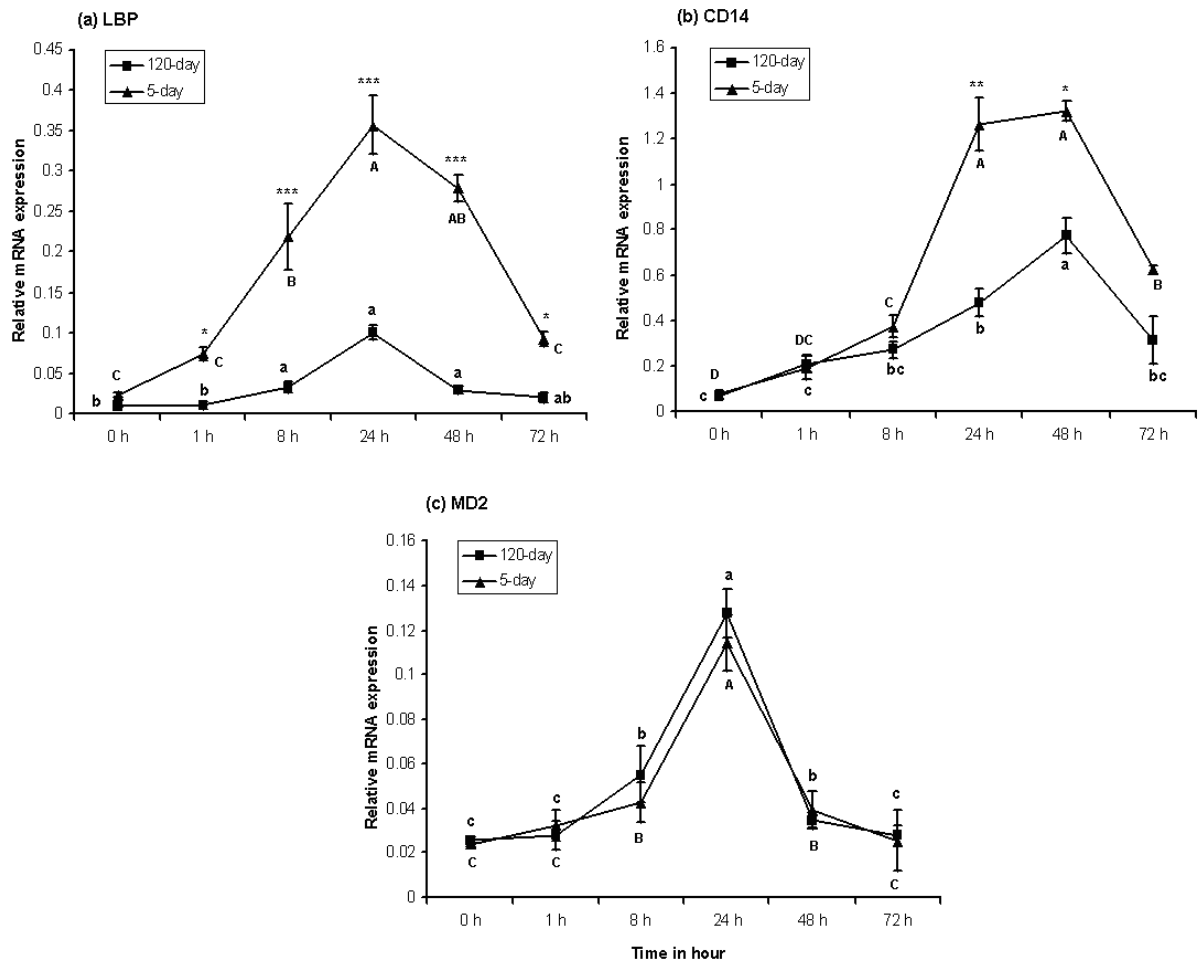 (a) LBP
0.45
0.4
0.35
0.3
0.25
0.2
0.15
0.1
0.05
0
Relative mRNA expression
120-day
5-day
C
b
*
C
b
***
B
a
***
A
a
***
AB
a
*
C
ab
0 h 1 h 8 h 24 h 48 h 72 h
(b) CD14
1.6
1.4
1.2
1
0.8
0.6
0.4
0.2
0
Relative mRNA expression
120-day
5-day
D
c
DC
c
C
bc
**
A
b
*
A
a
B
bc
0 h 1 h 8 h 24 h 48 h 72 h
(c) MD2
0.16
0.14
0.12
0.1
0.08
0.06
0.04
0.02
0
Relative mRNA expression
120-day
5-day
c
C
c
C
b
B
a
A
b
B
c
C
0 h 1 h 8 h 24 h 48 h 72 h
Time in hour